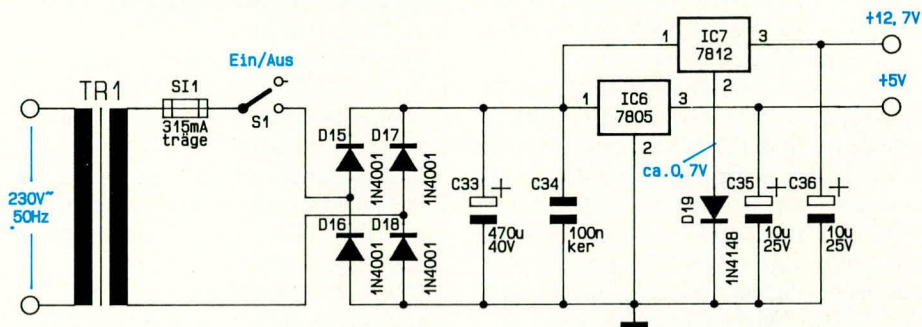 +12,7V
IC7
7812
1
3
2
+5V
IC6
7805
1
3
2
TR1
SI1
315mA
träge
Ein/Aus
S1
D15
D17
1N4001
1N4001
D16
D18
1N4001
1N4001
230V~
50Hz
C33
+
470u
40V
C34
100n
ker
ca.0,7V
D19
1N4148
C35
+
10u
25V
C36
+
10u
25V